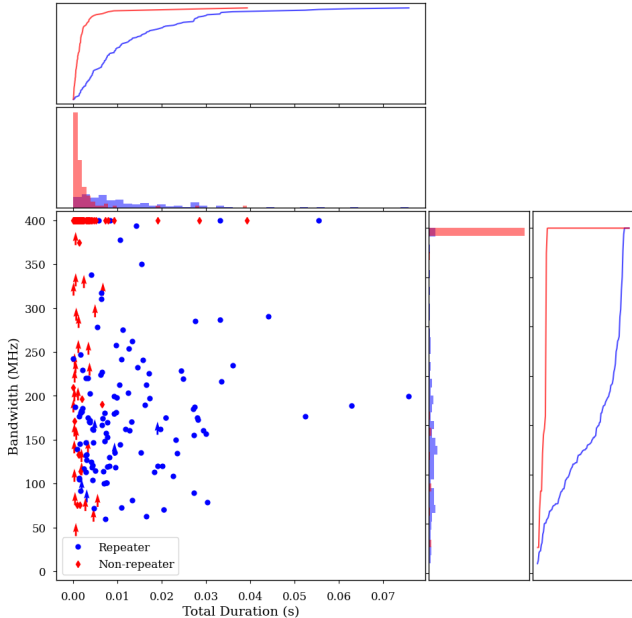 400
350
300
250
200
150
100
50
0
Bandwidth (MHz)
Repeater
Non-repeater
0.00 0.01 0.02 0.03 0.04 0.05 0.06 0.07
Total Duration (s)